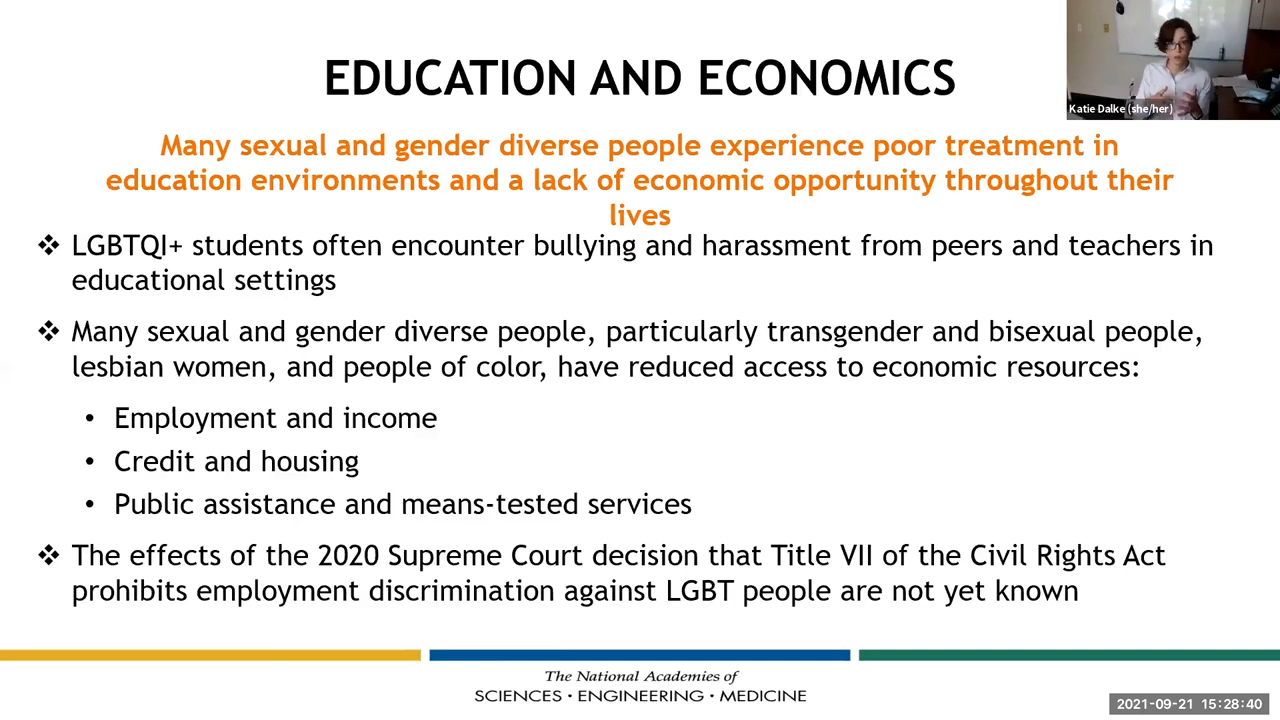 EDUCATION AND ECONOMICS
Katie Dalke (she/her)
Many sexual and gender diverse people experience poor treatment in
education environments and a lack of economic opportunity throughout their
lives
❖ LGBTQI+ students often encounter bullying and harassment from peers and teachers in
educational settings
❖ Many sexual and gender diverse people, particularly transgender and bisexual people,
lesbian women, and people of color, have reduced access to economic resources:
• Employment and income
• Credit and housing
• Public assistance and means-tested services
❖ The effects of the 2020 Supreme Court decision that Title VII of the Civil Rights Act
prohibits employment discrimination against LGBT people are not yet known
The National Academies of
SCIENCES • ENGINEERING • MEDICINE
2021-09-21 15:28:40